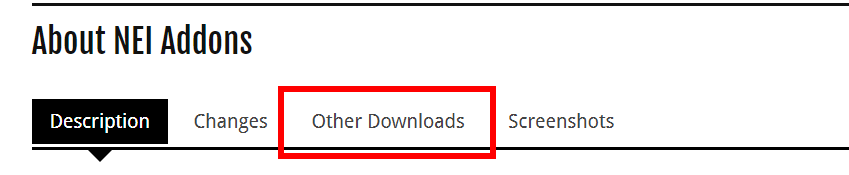 About NEI Addons
Description Changes Other Downloads Screenshots